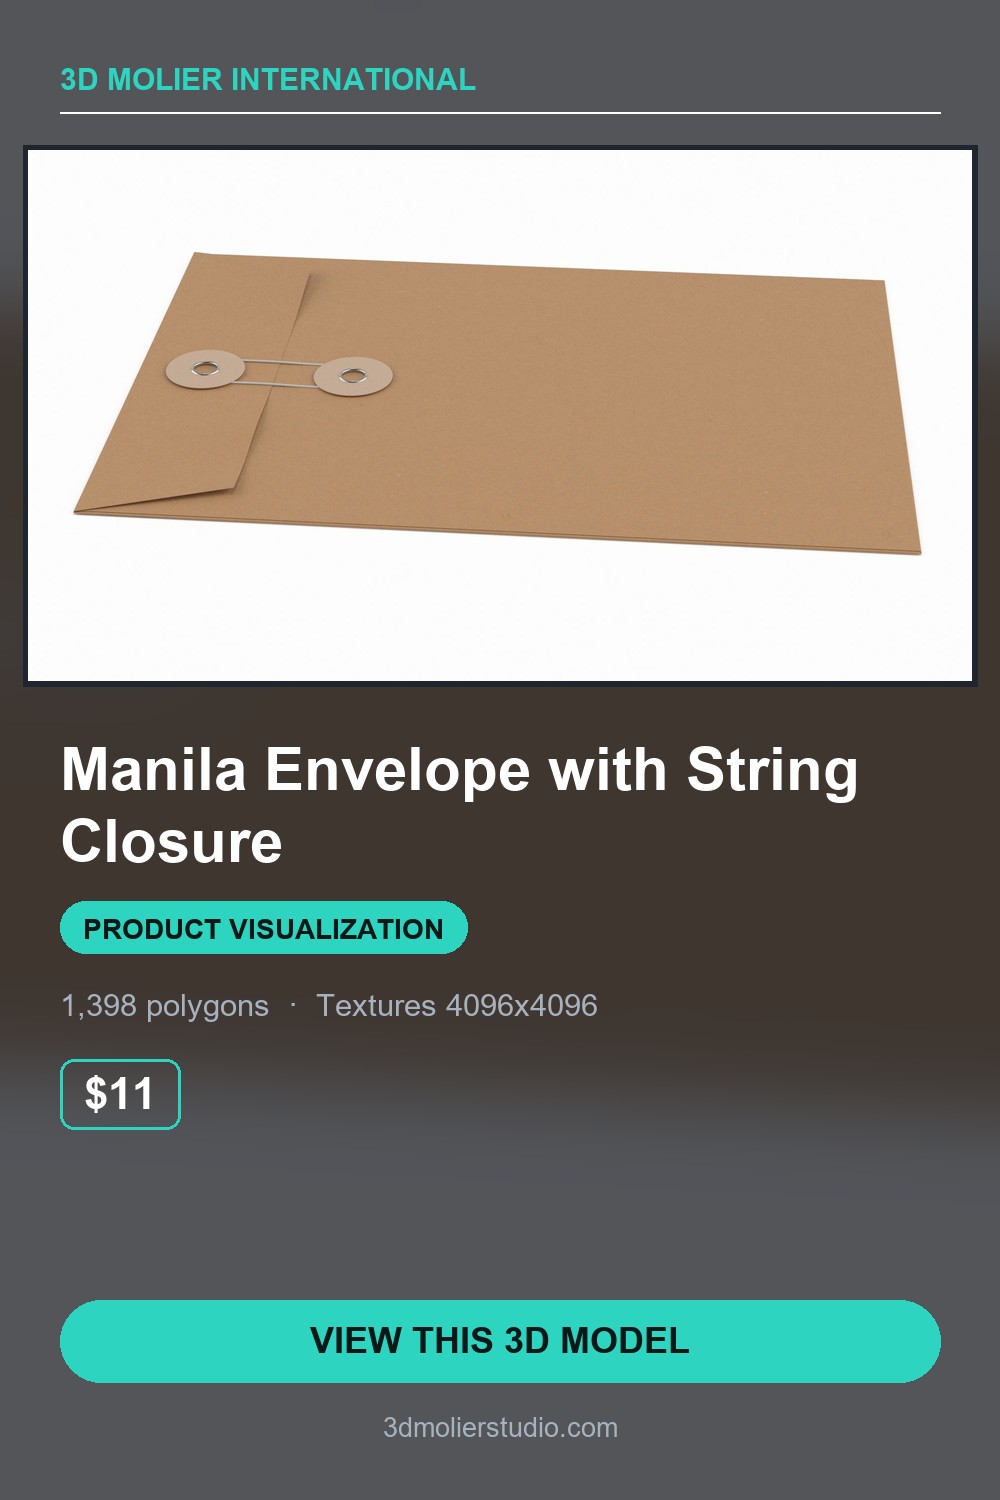 3D MOLIER INTERNATIONAL
Manila Envelope with String
Closure
PRODUCT VISUALIZATION
1,398 polygons · Textures 4096x4096
$11
VIEW THIS 3D MODEL
3dmolierstudio.com